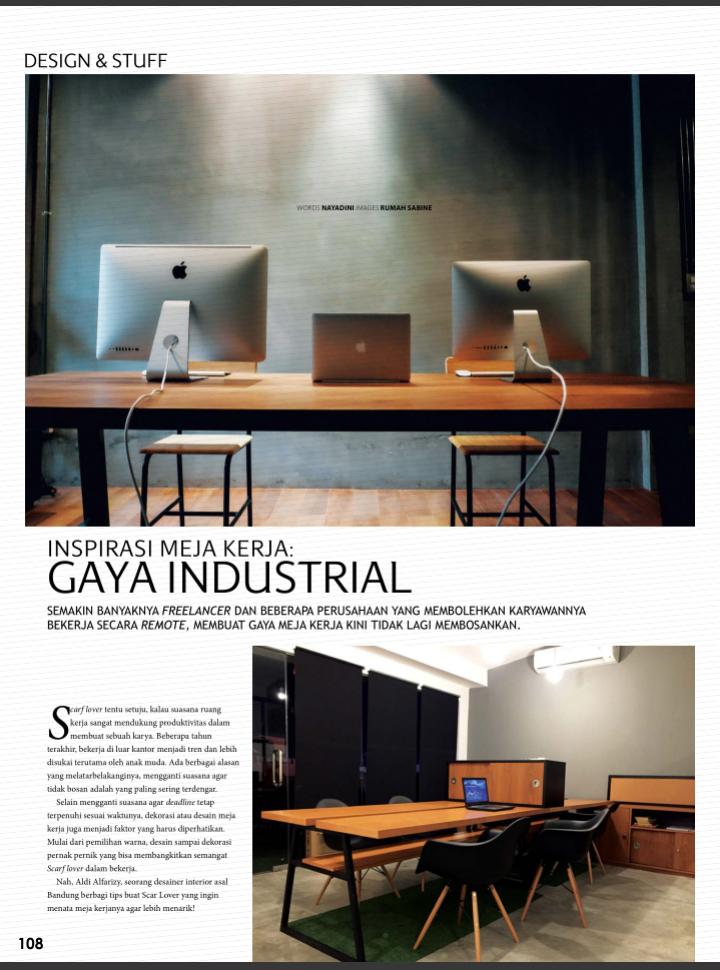 DESIGN & STUFF
WORDS NAYADINI IMAGES RUMAH SABINE
INSPIRASI MEJA KERJA:
GAYA INDUSTRIAL
SEMAKIN BANYAKNYA FREELANCER DAN BEBERAPA PERUSAHAAN YANG MEMBOLEHKAN KARYAWANNYA
BEKERJA SECARA REMOTE, MEMBUAT GAYA MEJA KERJA KINI TIDAK LAGI MEMBOSANKAN.
Scarf lover tentu setuju, kalau suasana ruang
kerja sangat mendukung produktivitas dalam
membuat sebuah karya. Beberapa tahun
terakhir, bekerja di luar kantor menjadi tren dan lebih
disukai terutama oleh anak muda. Ada berbagai alasan
yang melatarbelakanginya, mengganti suasana agar
tidak bosan adalah yang paling sering terdengar.
Selain mengganti suasana agar deadline tetap
terpenuhi sesuai waktunya, dekorasi atau desain meja
kerja juga menjadi faktor yang harus diperhatikan.
Mulai dari pemilihan warna, desain sampai dekorasi
pernak pernik yang bisa membangkitkan semangat
Scarf lover dalam bekerja.
Nah, Aldi Alfarizy, seorang desainer interior asal
Bandung berbagi tips buat Scar Lover yang ingin
menata meja kerjanya agar lebih menarik!
108